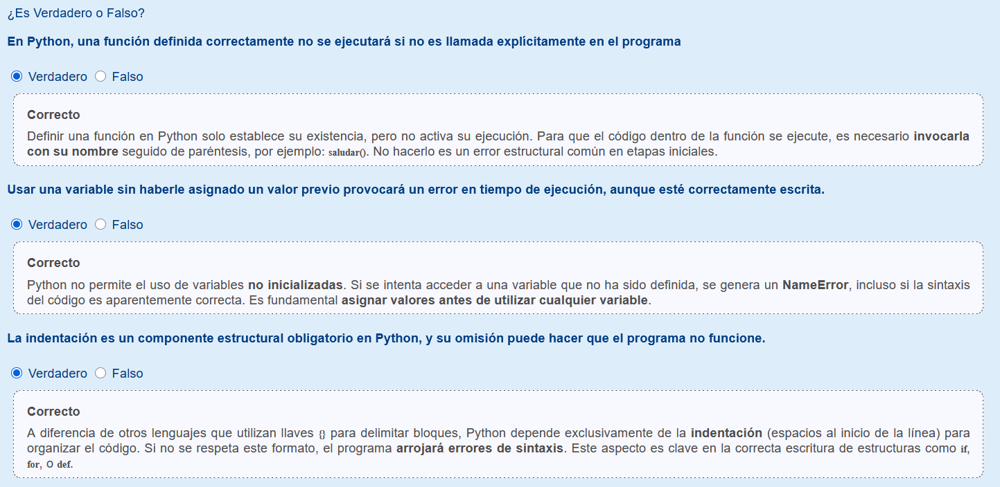 ¿Es Verdadero o Falso?
En Python, una función definida correctamente no se ejecutará si no es llamada explícitamente en el programa
Verdadero Falso
Correcto
Definir una función en Python solo establece su existencia, pero no activa su ejecución. Para que el código dentro de la función se ejecute, es necesario invocarla
con su nombre seguido de paréntesis, por ejemplo: saludar(). No hacerlo es un error estructural común en etapas iniciales.
Usar una variable sin haberle asignado un valor previo provocará un error en tiempo de ejecución, aunque esté correctamente escrita.
Verdadero Falso
Correcto
Python no permite el uso de variables no inicializadas. Si se intenta acceder a una variable que no ha sido definida, se genera un NameError, incluso si la sintaxis
del código es aparentemente correcta. Es fundamental asignar valores antes de utilizar cualquier variable.
La indentación es un componente estructural obligatorio en Python, y su omisión puede hacer que el programa no funcione.
Verdadero Falso
Correcto
A diferencia de otros lenguajes que utilizan llaves {} para delimitar bloques, Python depende exclusivamente de la indentación (espacios al inicio de la línea) para
organizar el código. Si no se respeta este formato, el programa arrojará errores de sintaxis. Este aspecto es clave en la correcta escritura de estructuras como if,
for, O def.